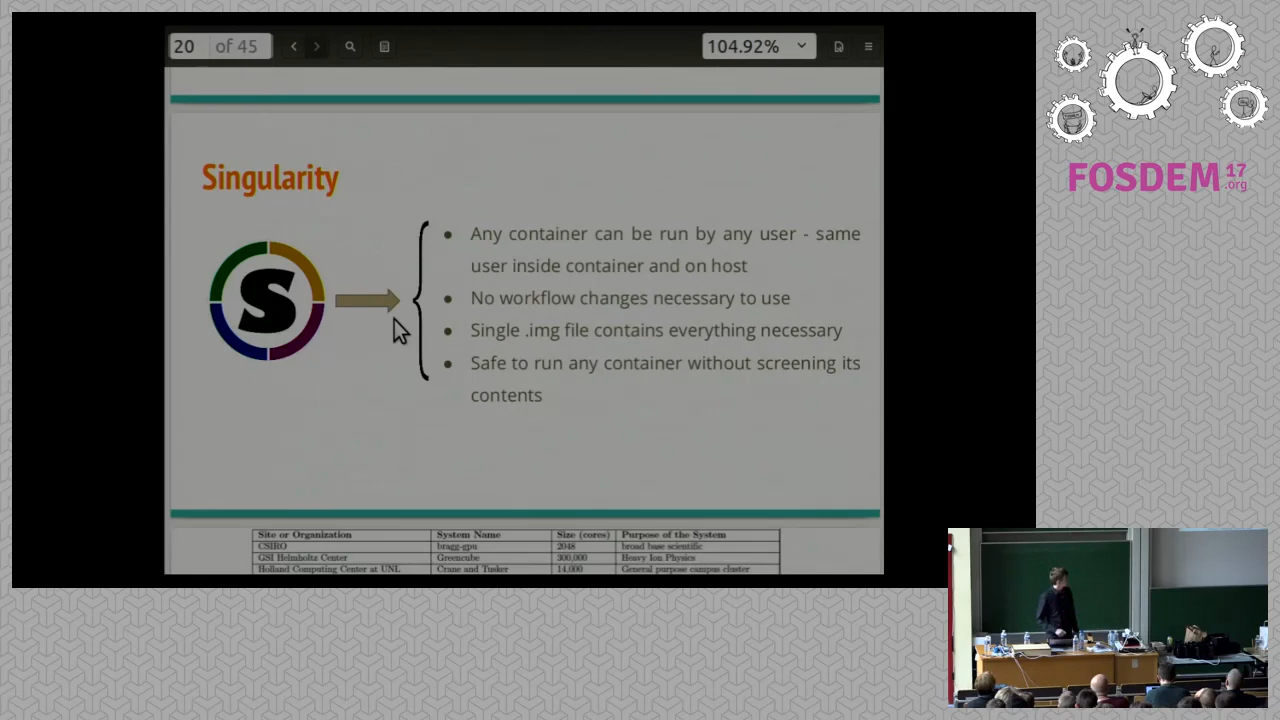 20 of 45
104.92%
Singularity
S
● Any container can be run by any user - same
user inside container and on host
● No workflow changes necessary to use
● Single .img file contains everything necessary
● Safe to run any container without screening its
contents
Site or Organization System Name Size (cores) Purpose of the System
CSIRO bragg-gpu 2048 broad base scientific
GSI Helmholtz Center Greencube 300,000 Heavy Ion Physics
Holland Computing Center at UNL Crane and Tusker 14,000 General purpose campus cluster
FOSDEM 17
.org